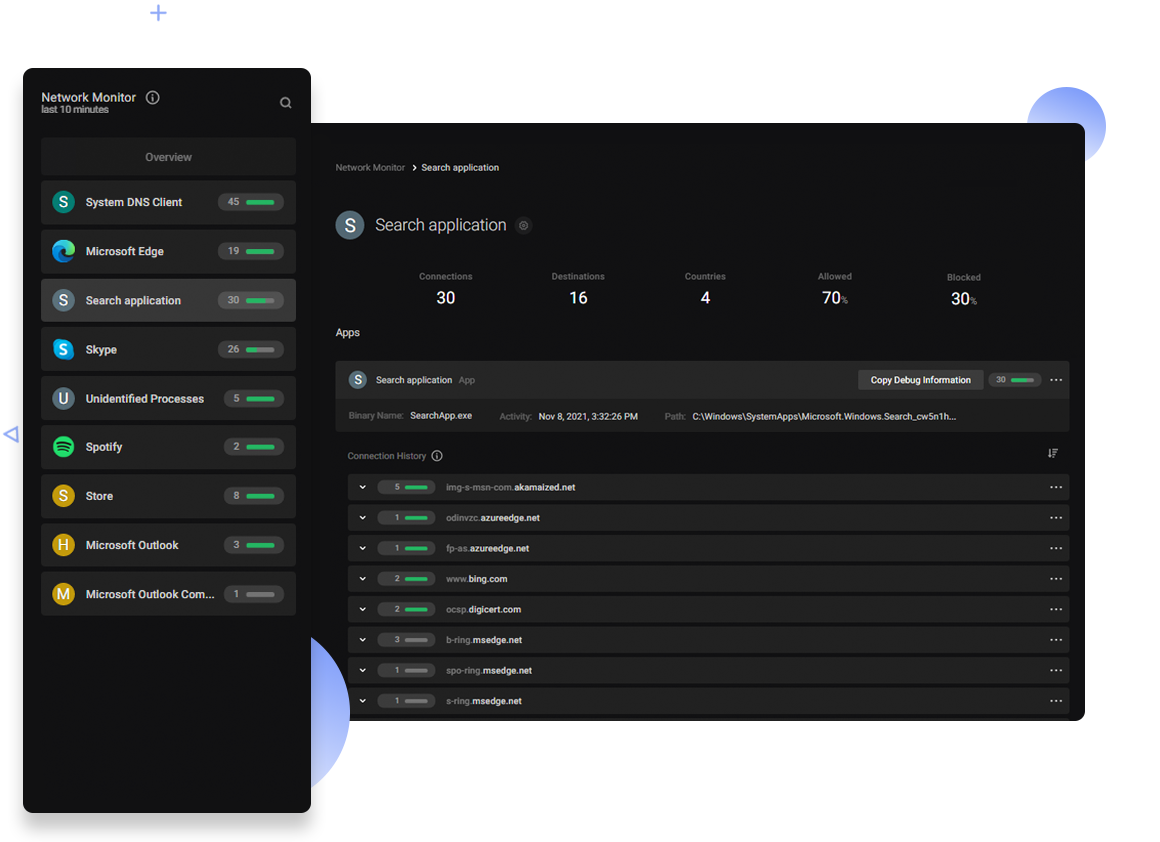 Network Monitor
last 10 minutes
Overview
S System DNS Client 45
Microsoft Edge 19
S Search application 30
S Skype 26
U Unidentified Processes 5
Spotify 2
S Store 8
H Microsoft Outlook 3
M Microsoft Outlook Com... 1
Network Monitor > Search application
S Search application
Connections Destinations Countries Allowed Blocked
30 16 4 70% 30%
Apps
S Search application App Copy Debug Information 30 ...
Binary Name: SearchApp.exe Activity: Nov 8, 2021, 3:32:26 PM Path: C:\Windows\SystemApps\Microsoft.Windows.Search_cw5n1h...
Connection History
5 img-s-msn-com.akamaized.net ...
1 odinvzc.azureedge.net ...
1 fp-as.azureedge.net ...
2 www.bing.com ...
2 ocsp.digicert.com ...
3 b-ring.msedge.net ...
1 spo-ring.msedge.net ...
1 s-ring.msedge.net ...